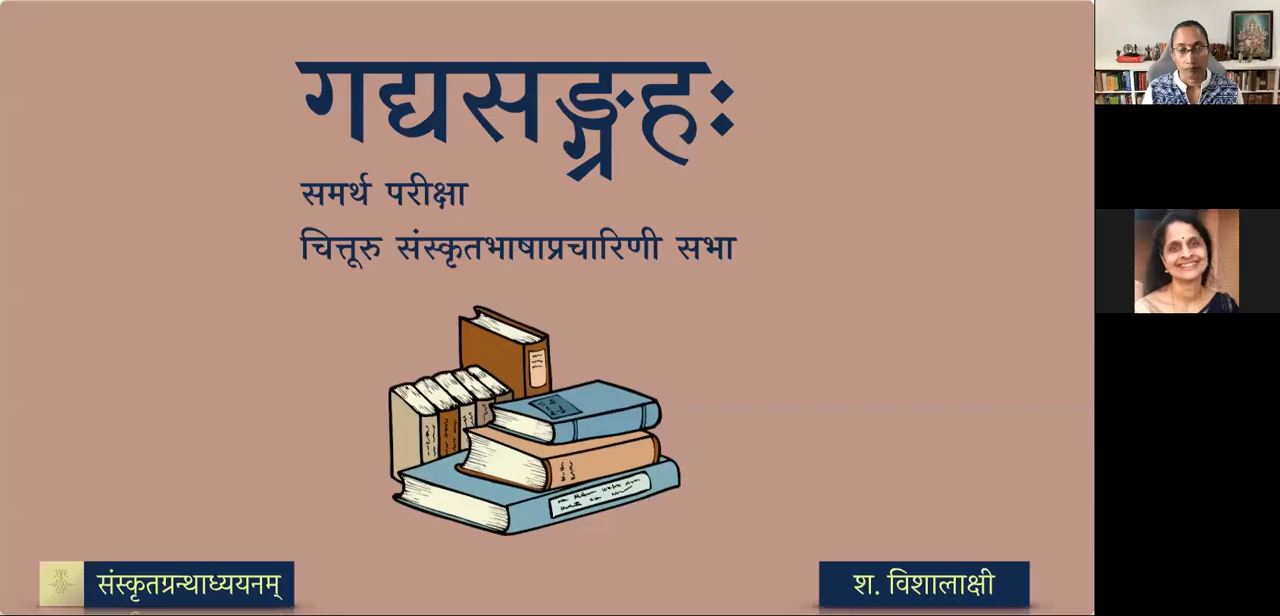 गद्यसङ्ग्रहः
समर्थ परीक्षा
चित्तूरु संस्कृतभाषाप्रचारिणी सभा
संस्कृतग्रन्थाध्ययनम्
श. विशालाक्षी